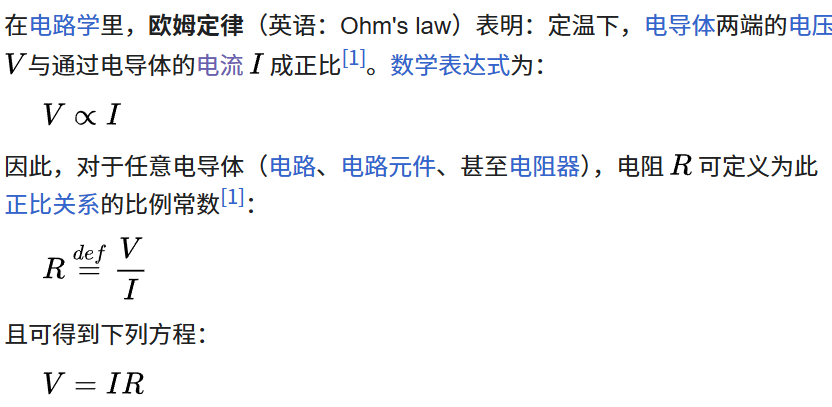 在电路学里，欧姆定律（英语：Ohm's law）表明：定温下，电导体两端的电压
V与通过电导体的电流 I 成正比[1]。数学表达式为：
V ∝ I
因此，对于任意电导体（电路、电路元件、甚至电阻器），电阻 R 可定义为此
正比关系的比例常数[1]：
R def= V/I
且可得到下列方程：
V = IR